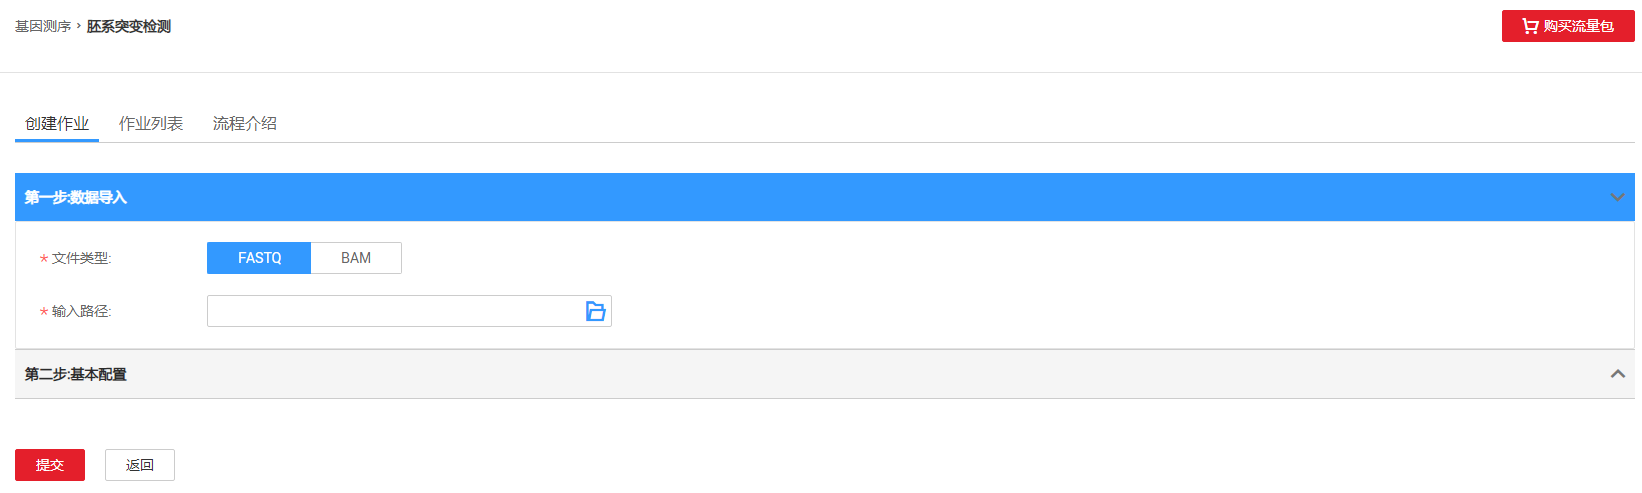 基因测序 › 胚系突变检测
购买流量包
创建作业 作业列表 流程介绍
第一步:数据导入
* 文件类型: FASTQ BAM
* 输入路径:
第二步:基本配置
提交 返回